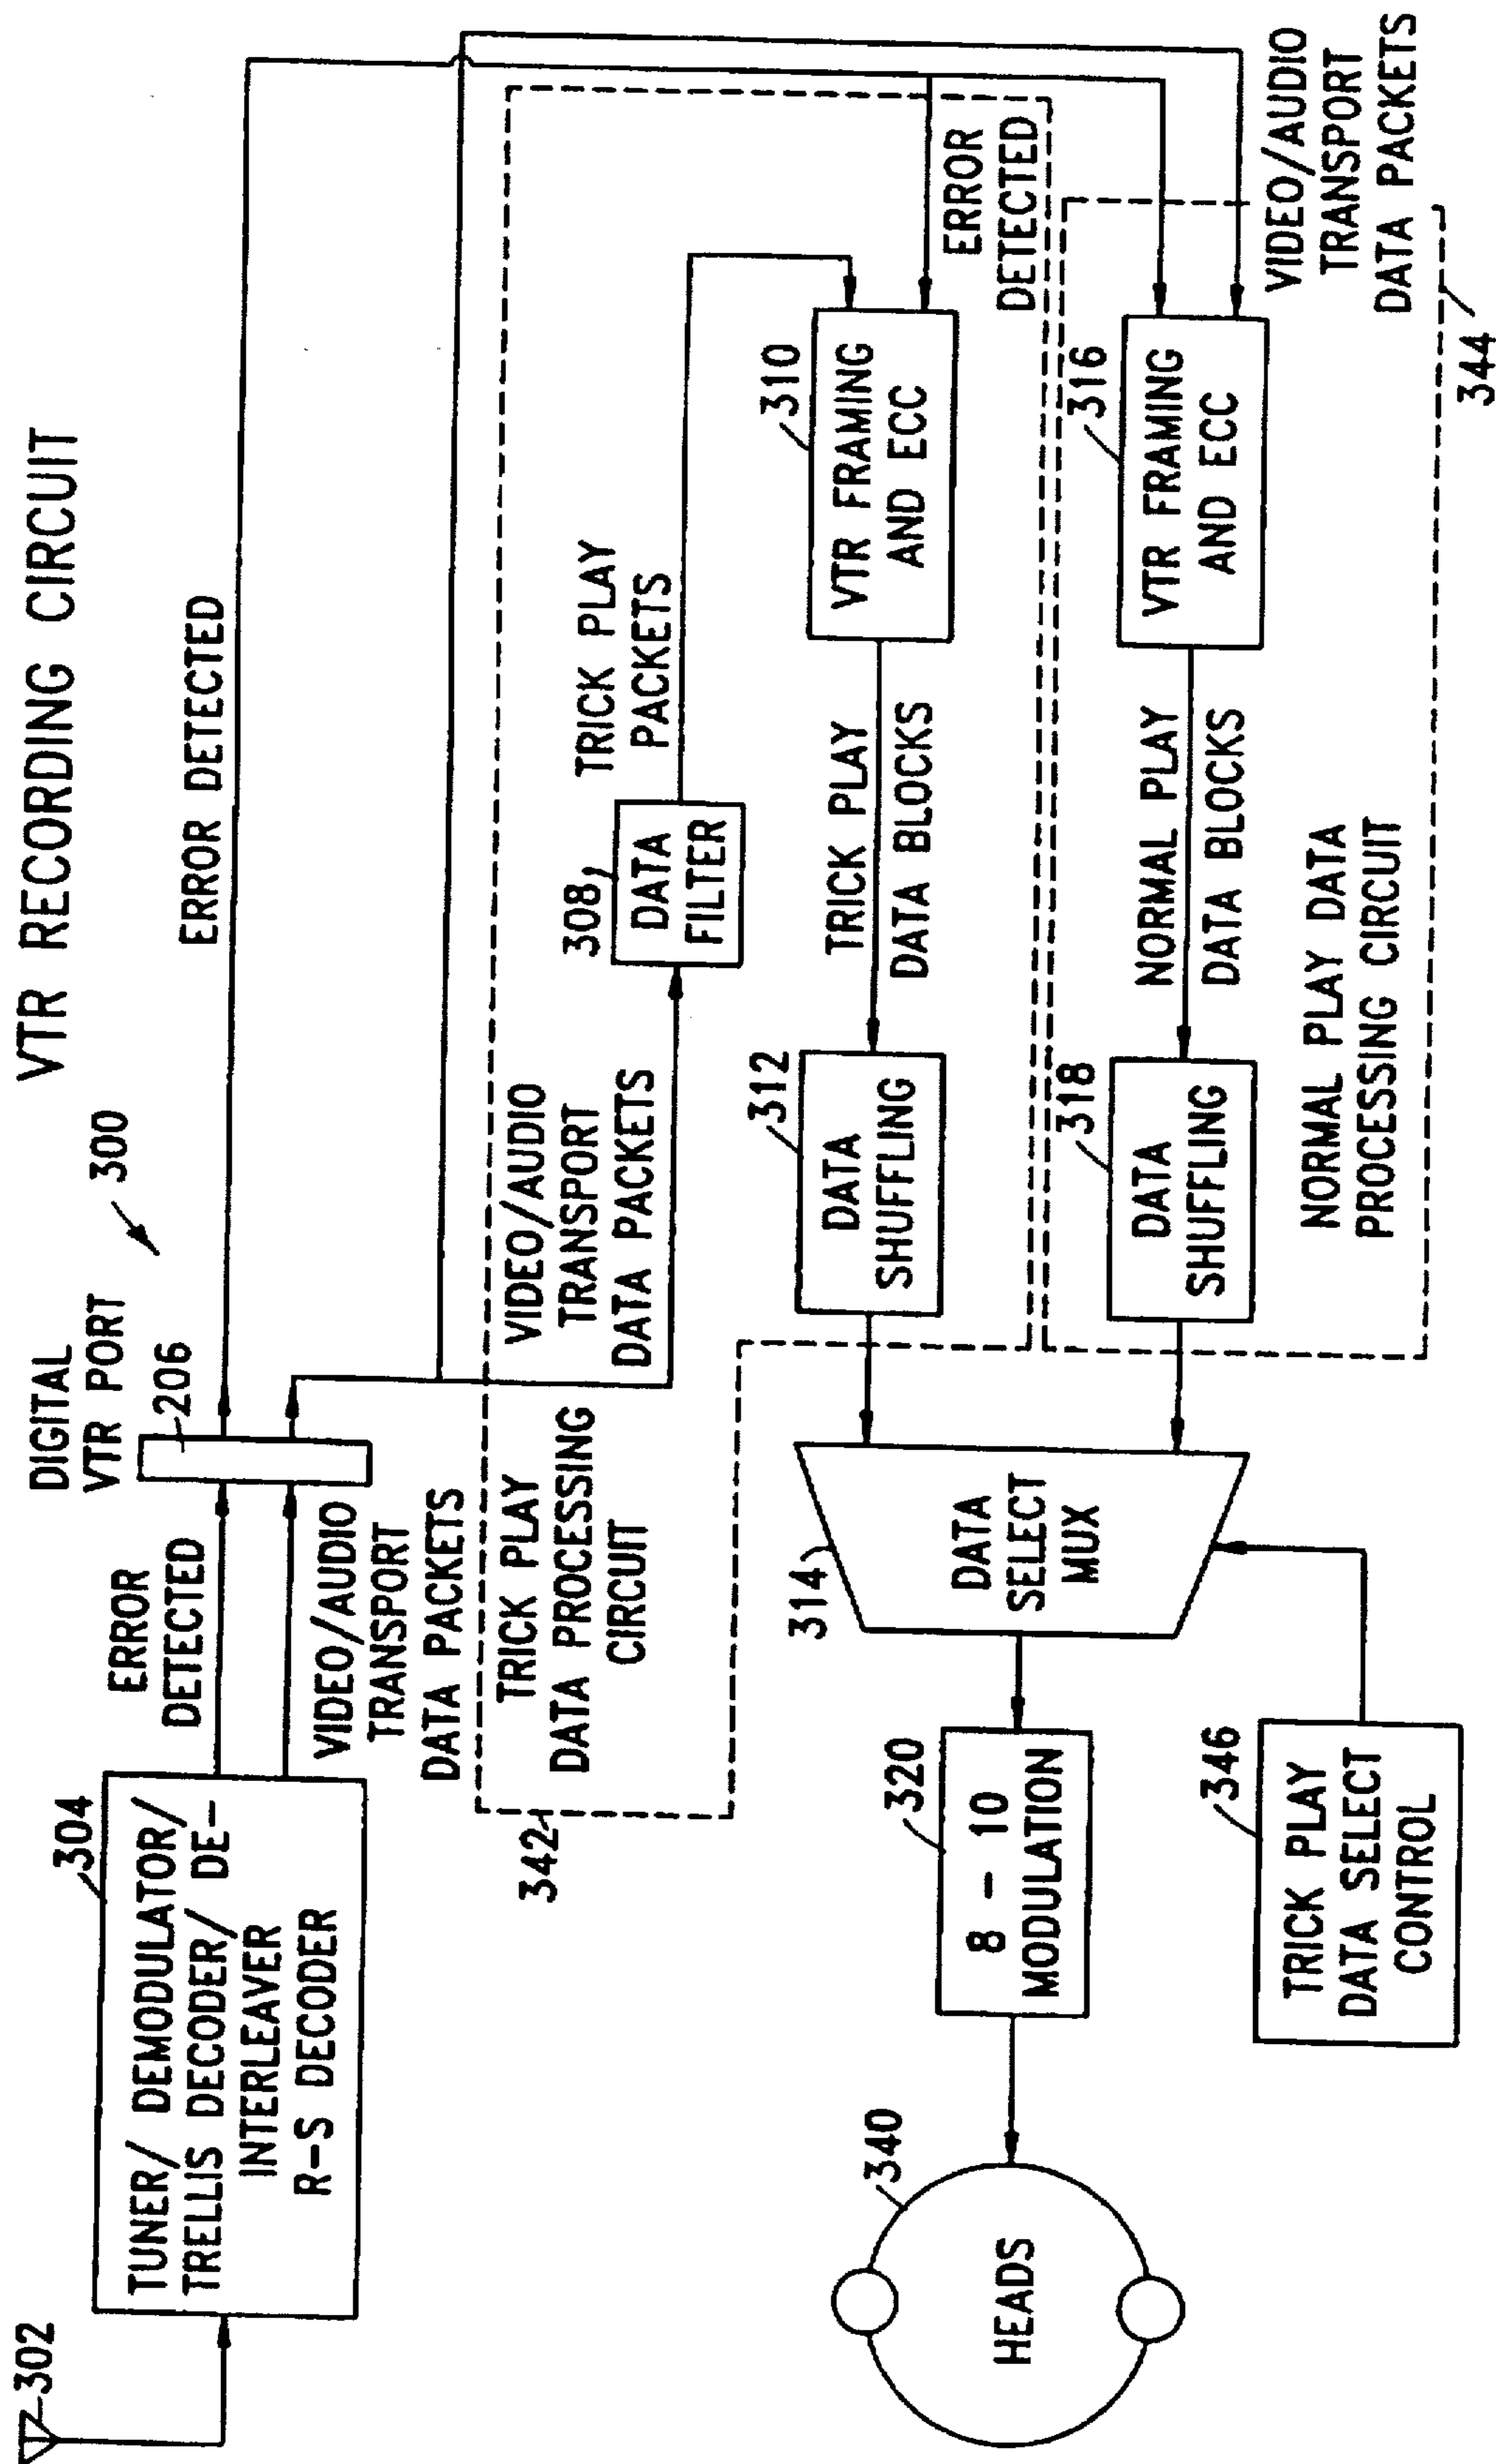 VTR RECORDING CIRCUIT
300
302
304
TUNER/ DEMODULATOR/
TRELLIS DECODER/ DE-
INTERLEAVER
R-S DECODER
ERROR
DETECTED
VIDEO/AUDIO
TRANSPORT
DATA PACKETS
DIGITAL
VTR PORT
206
ERROR DETECTED
342
TRICK PLAY
DATA PROCESSING
CIRCUIT
VIDEO/AUDIO
TRANSPORT
DATA PACKETS
308
DATA
FILTER
TRICK PLAY
PACKETS
ERROR
DETECTED
310
VTR FRAMING
AND ECC
TRICK PLAY
DATA BLOCKS
312
DATA
SHUFFLING
VIDEO/AUDIO
TRANSPORT
DATA PACKETS
344
316
VTR FRAMING
AND ECC
NORMAL PLAY
DATA BLOCKS
318
DATA
SHUFFLING
NORMAL PLAY DATA
PROCESSING CIRCUIT
314
DATA
SELECT
MUX
320
8 - 10
MODULATION
346
TRICK PLAY
DATA SELECT
CONTROL
340
HEADS